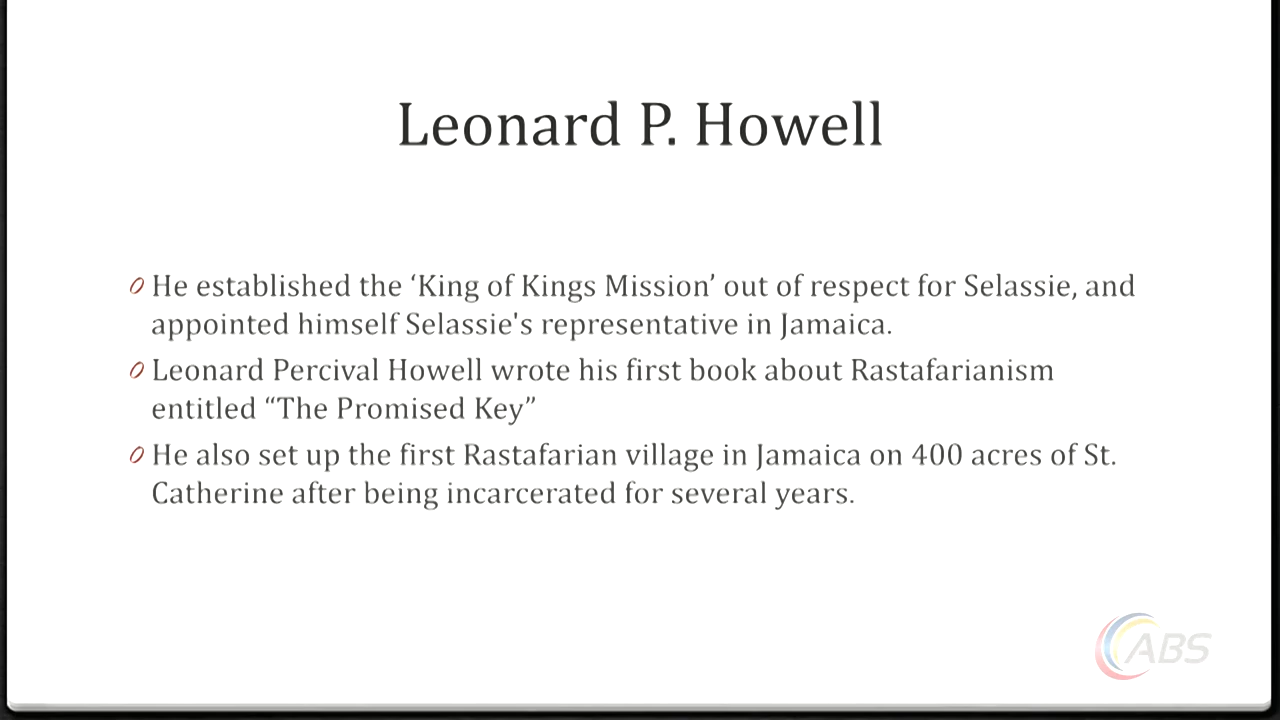 Leonard P. Howell
He established the ‘King of Kings Mission’ out of respect for Selassie, and
appointed himself Selassie's representative in Jamaica.
Leonard Percival Howell wrote his first book about Rastafarianism
entitled “The Promised Key”
He also set up the first Rastafarian village in Jamaica on 400 acres of St.
Catherine after being incarcerated for several years.
ABS